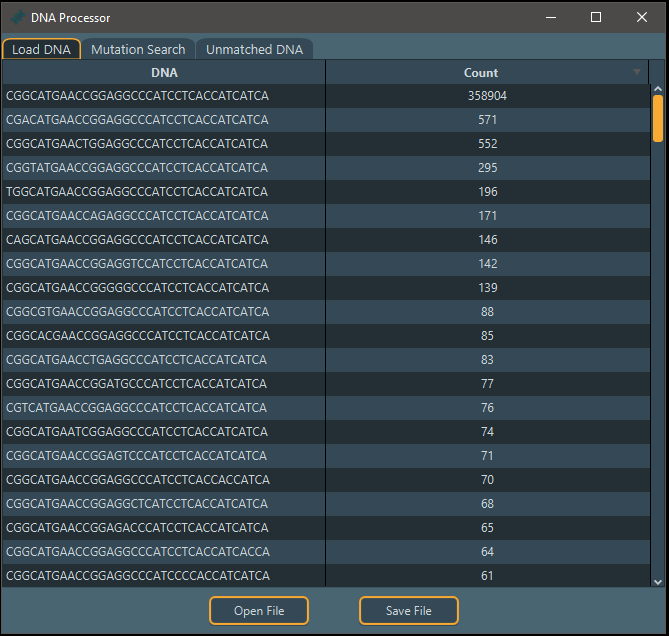 DNA Processor
Load DNA Mutation Search Unmatched DNA
DNA Count
CGGCATGAACCGGAGGCCCATCCTCACCATCATCA 358904
CGACATGAACCGGAGGCCCATCCTCACCATCATCA 571
CGGCATGAACTGGAGGCCCATCCTCACCATCATCA 552
CGGTATGAACCGGAGGCCCATCCTCACCATCATCA 295
TGGCATGAACCGGAGGCCCATCCTCACCATCATCA 196
CGGCATGAACCAGAGGCCCATCCTCACCATCATCA 171
CAGCATGAACCGGAGGCCCATCCTCACCATCATCA 146
CGGCATGAACCGGAGGTCCATCCTCACCATCATCA 142
CGGCATGAACCGGGGGCCCATCCTCACCATCATCA 139
CGGCGTGAACCGGAGGCCCATCCTCACCATCATCA 88
CGGCACGAACCGGAGGCCCATCCTCACCATCATCA 85
CGGCATGAACCTGAGGCCCATCCTCACCATCATCA 83
CGGCATGAACCGGATGCCCATCCTCACCATCATCA 77
CGTCATGAACCGGAGGCCCATCCTCACCATCATCA 76
CGGCATGAATCGGAGGCCCATCCTCACCATCATCA 74
CGGCATGAACCGGAGTCCCATCCTCACCATCATCA 71
CGGCATGAACCGGAGGCCCATCCTCACCACCATCA 70
CGGCATGAACCGGAGGCTCATCCTCACCATCATCA 68
CGGCATGAACCGGAGACCCATCCTCACCATCATCA 65
CGGCATGAACCGGAGGCCCATCCTCACCATCACCA 64
CGGCATGAACCGGAGGCCCATCCCCACCATCATCA 61
Open File Save File